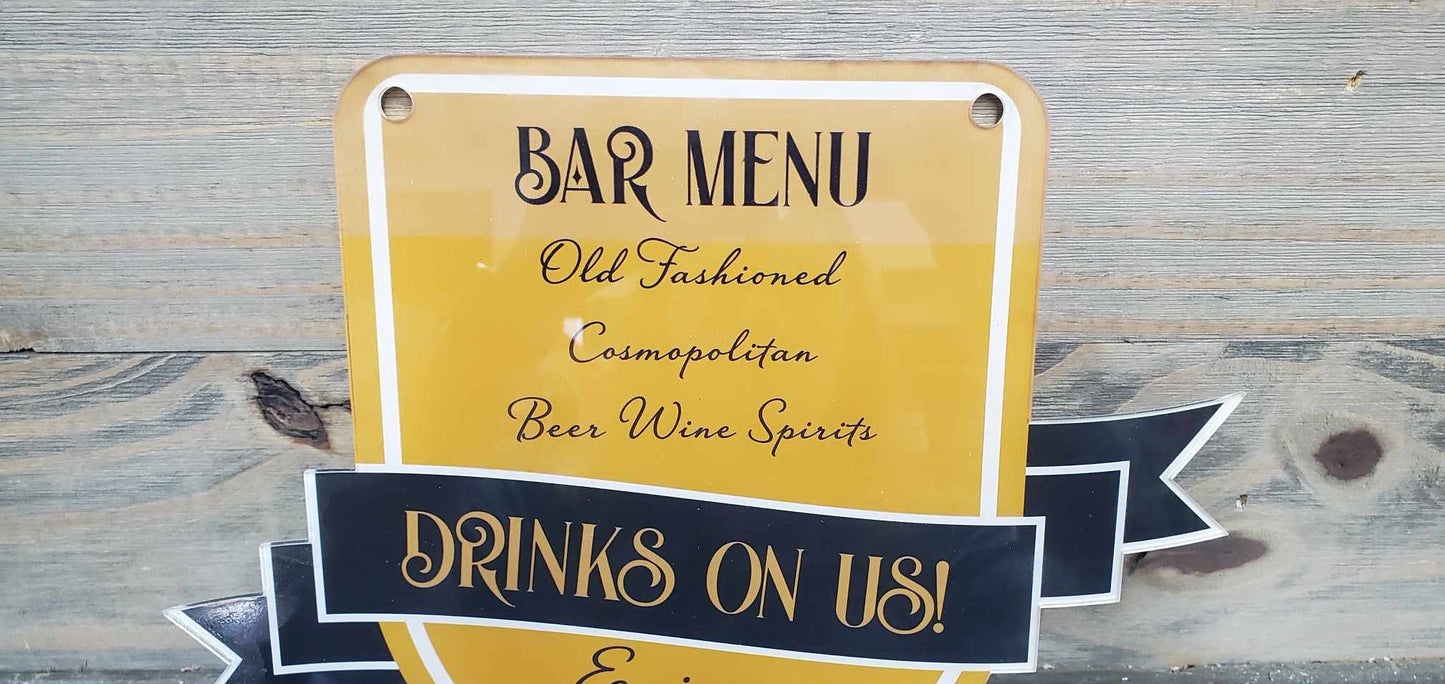 BAR MENU
Old Fashioned
Cosmopolitan
Beer Wine Spirits
DRINKS ON US!